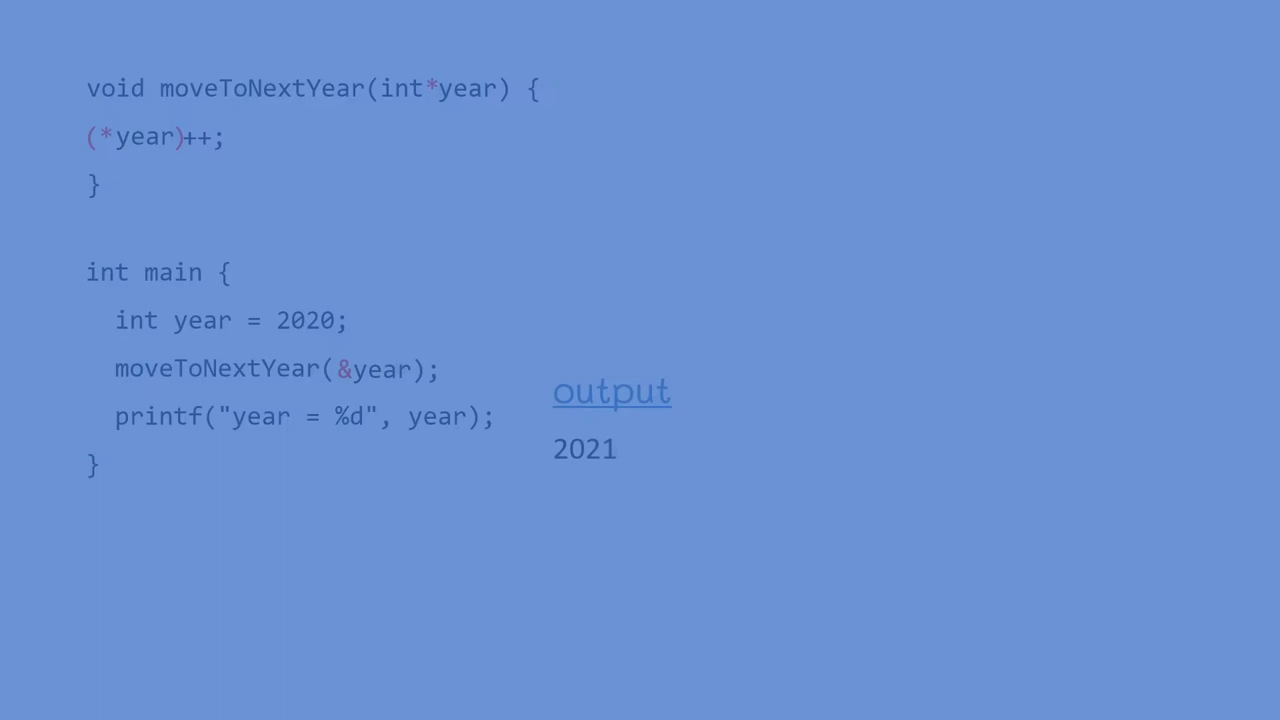 void moveToNextYear(int*year) {
(*year)++;
}
int main {
int year = 2020;
moveToNextYear(&year);
printf("year = %d", year);
}
output
2021